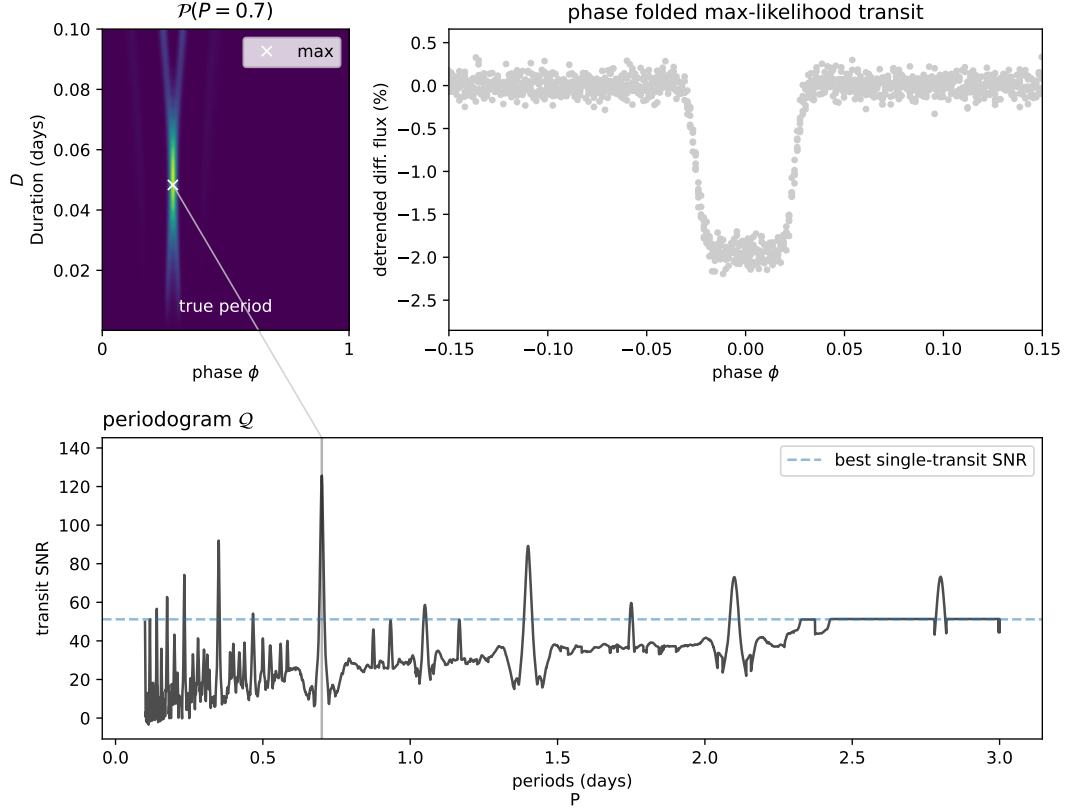 𝒫(P = 0.7)
0.10
0.08
0.06
0.04
0.02
D
Duration (days)
max
true period
0
1
phase ϕ
phase folded max-likelihood transit
0.5
0.0
−0.5
−1.0
−1.5
−2.0
−2.5
detrended diff. flux (%)
−0.15
−0.10
−0.05
0.00
0.05
0.10
0.15
phase ϕ
periodogram 𝒬
140
120
100
80
60
40
20
0
transit SNR
best single-transit SNR
0.0
0.5
1.0
1.5
2.0
2.5
3.0
periods (days)
P